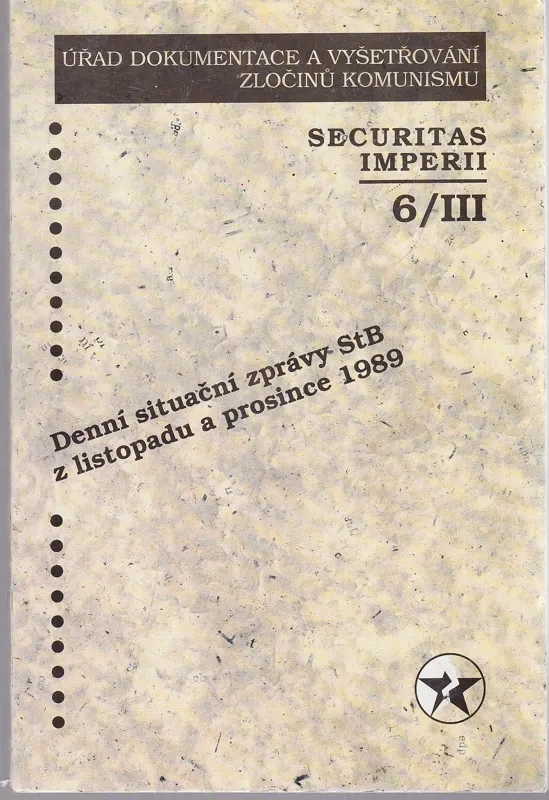 ÚŘAD DOKUMENTACE A VYŠETŘOVÁNÍ
ZLOČINŮ KOMUNISMU
SECURITAS
IMPERII
6/III
Denní situační zprávy StB
z listopadu a prosince 1989